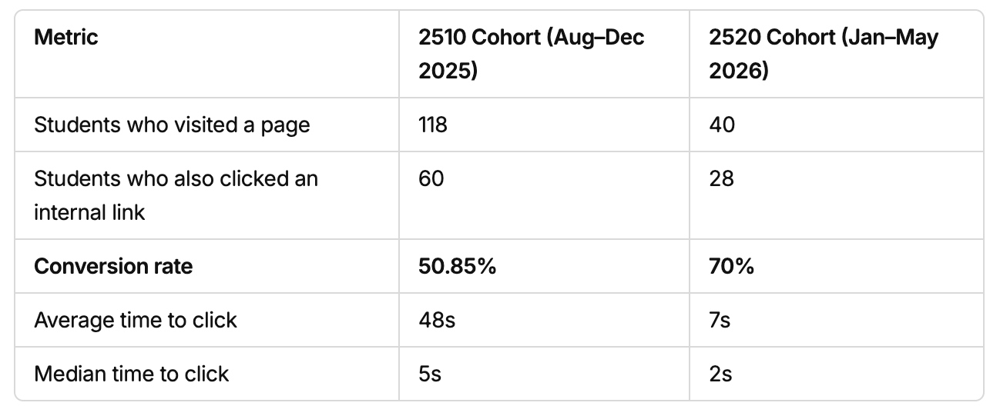 Metric
2510 Cohort (Aug–Dec
2025)
2520 Cohort (Jan–May
2026)
Students who visited a page
118
40
Students who also clicked an
internal link
60
28
Conversion rate
50.85%
70%
Average time to click
48s
7s
Median time to click
5s
2s